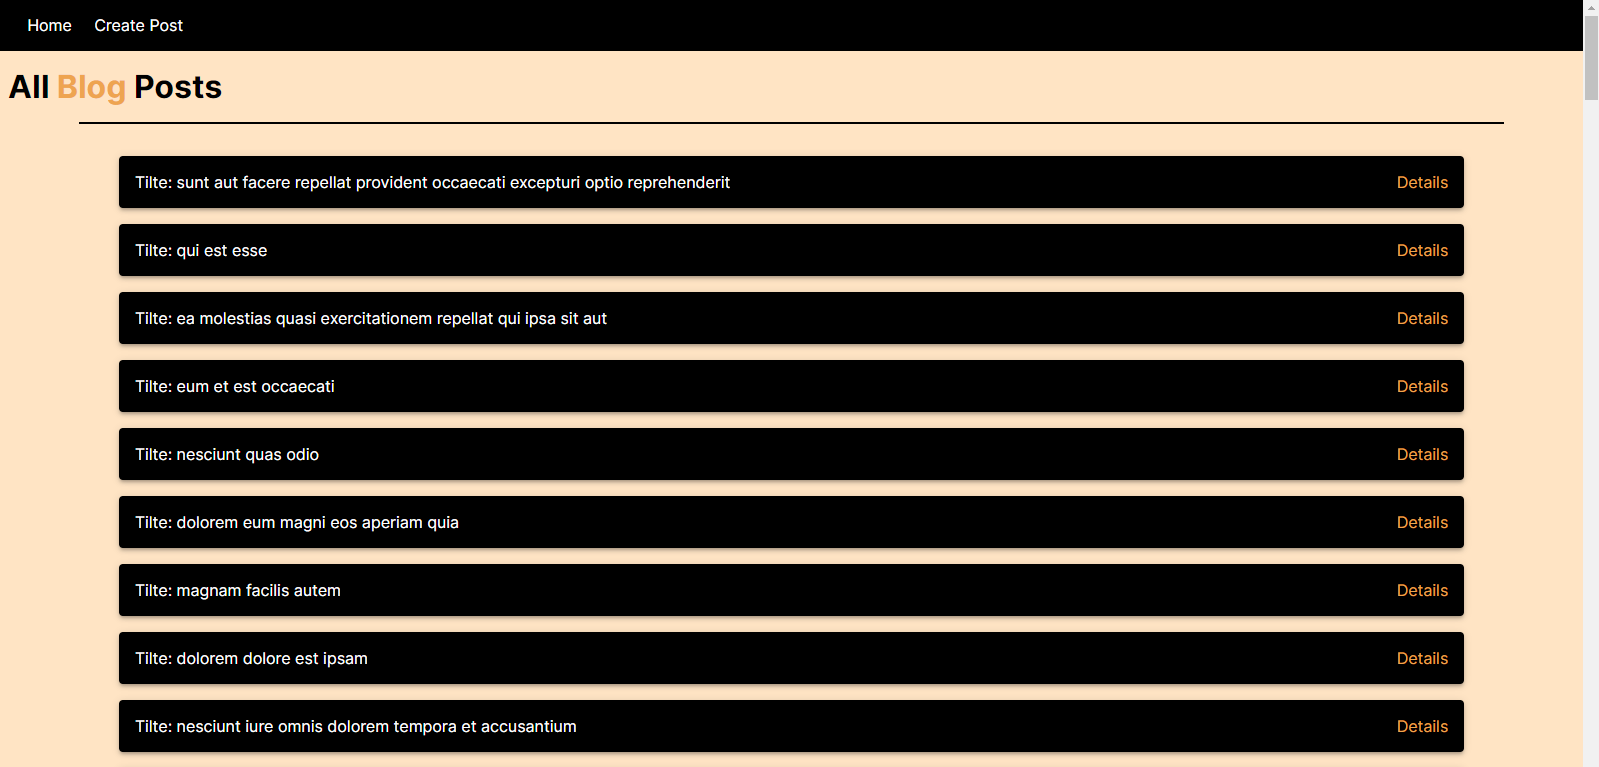 Home Create Post
All Blog Posts
Tilte: sunt aut facere repellat provident occaecati excepturi optio reprehenderit Details
Tilte: qui est esse Details
Tilte: ea molestias quasi exercitationem repellat qui ipsa sit aut Details
Tilte: eum et est occaecati Details
Tilte: nesciunt quas odio Details
Tilte: dolorem eum magni eos aperiam quia Details
Tilte: magnam facilis autem Details
Tilte: dolorem dolore est ipsam Details
Tilte: nesciunt iure omnis dolorem tempora et accusantium Details